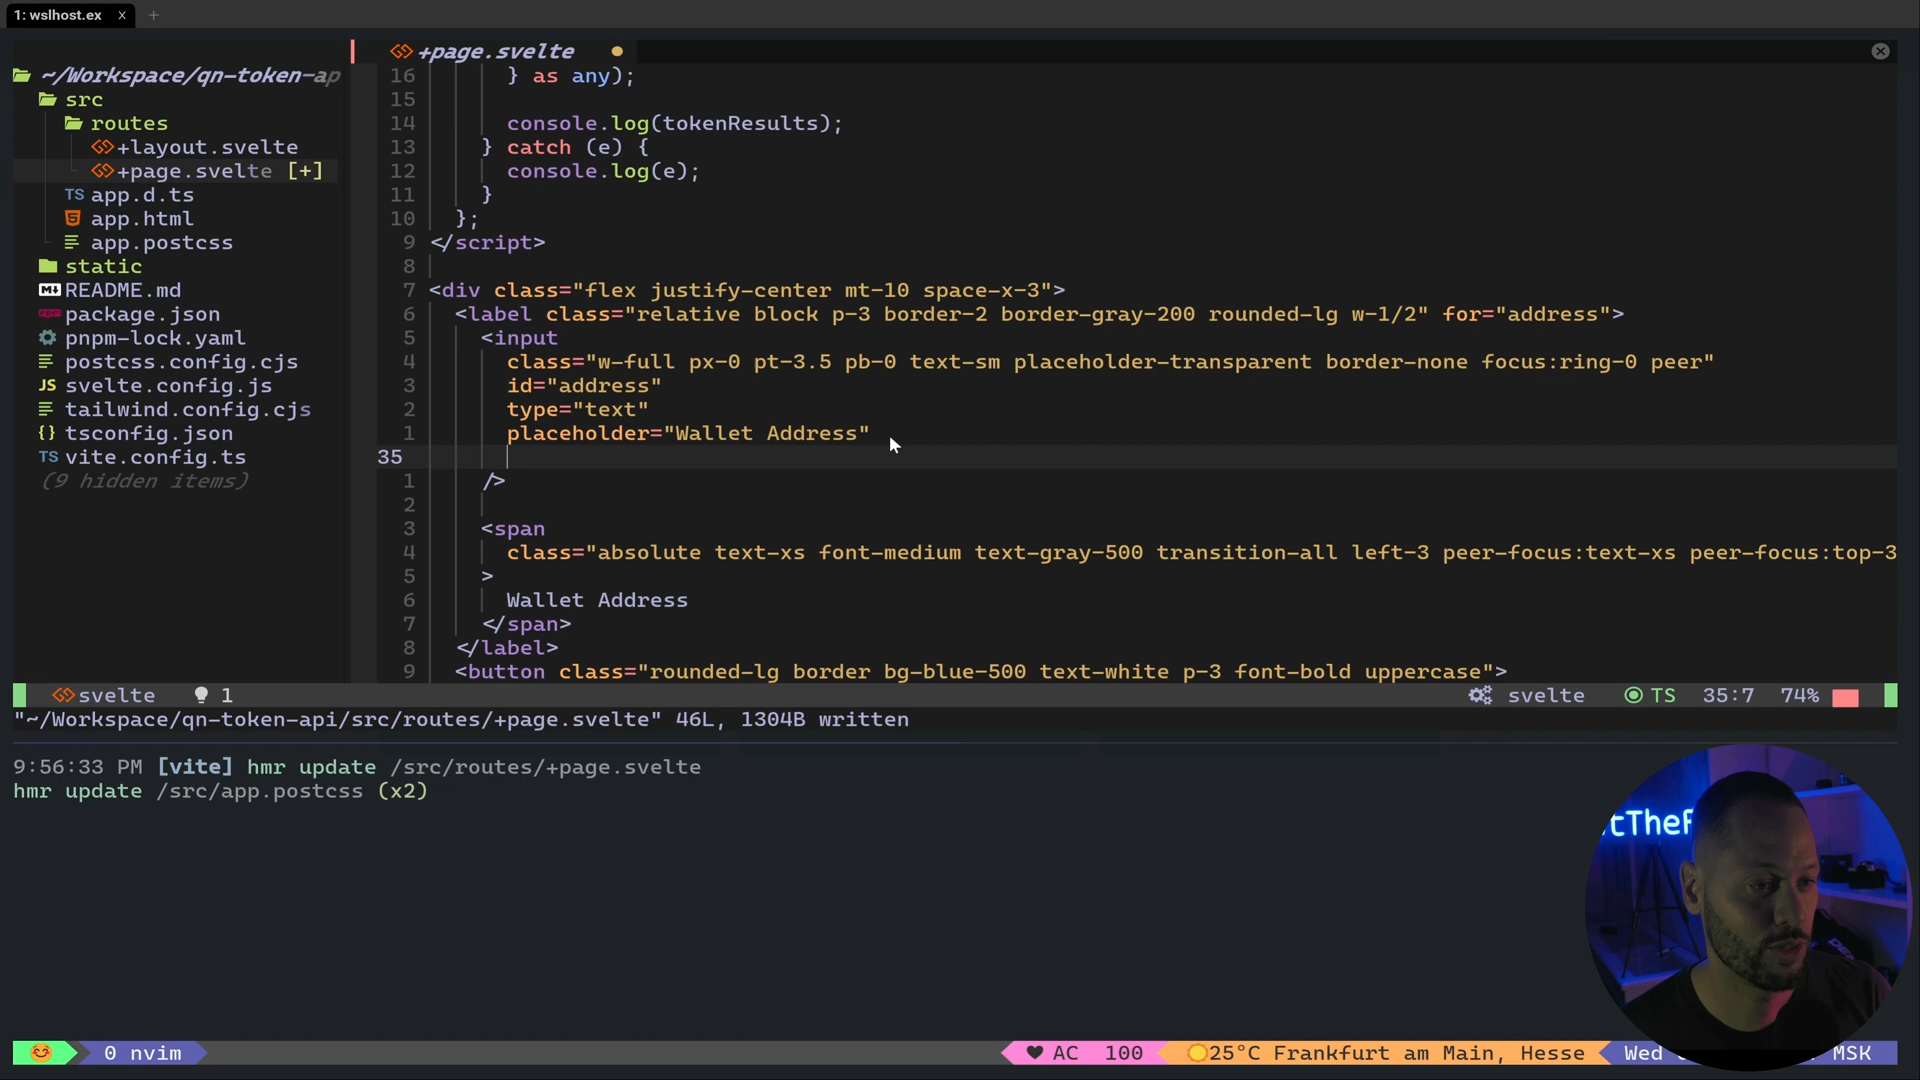 1: wslhost.ex x +
+page.svelte
~/Workspace/qn-token-ap
src
routes
+layout.svelte
+page.svelte [+]
TS app.d.ts
app.html
app.postcss
static
README.md
package.json
pnpm-lock.yaml
postcss.config.cjs
JS svelte.config.js
tailwind.config.cjs
{} tsconfig.json
TS vite.config.ts
(9 hidden items)
16 } as any);
15
14 console.log(tokenResults);
13 } catch (e) {
12 console.log(e);
11 }
10 };
9 </script>
8
7 <div class="flex justify-center mt-10 space-x-3">
6 <label class="relative block p-3 border-2 border-gray-200 rounded-lg w-1/2" for="address">
5 <input
4 class="w-full px-0 pt-3.5 pb-0 text-sm placeholder-transparent border-none focus:ring-0 peer"
3 id="address"
2 type="text"
1 placeholder="Wallet Address"
35
1 />
2
3 <span
4 class="absolute text-xs font-medium text-gray-500 transition-all left-3 peer-focus:text-xs peer-focus:top-3
5 >
6 Wallet Address
7 </span>
8 </label>
9 <button class="rounded-lg border bg-blue-500 text-white p-3 font-bold uppercase">
svelte 1 svelte TS 35:7 74%
"~/Workspace/qn-token-api/src/routes/+page.svelte" 46L, 1304B written
9:56:33 PM [vite] hmr update /src/routes/+page.svelte
hmr update /src/app.postcss (x2)
0 nvim AC 100 25°C Frankfurt am Main, Hesse Wed MSK